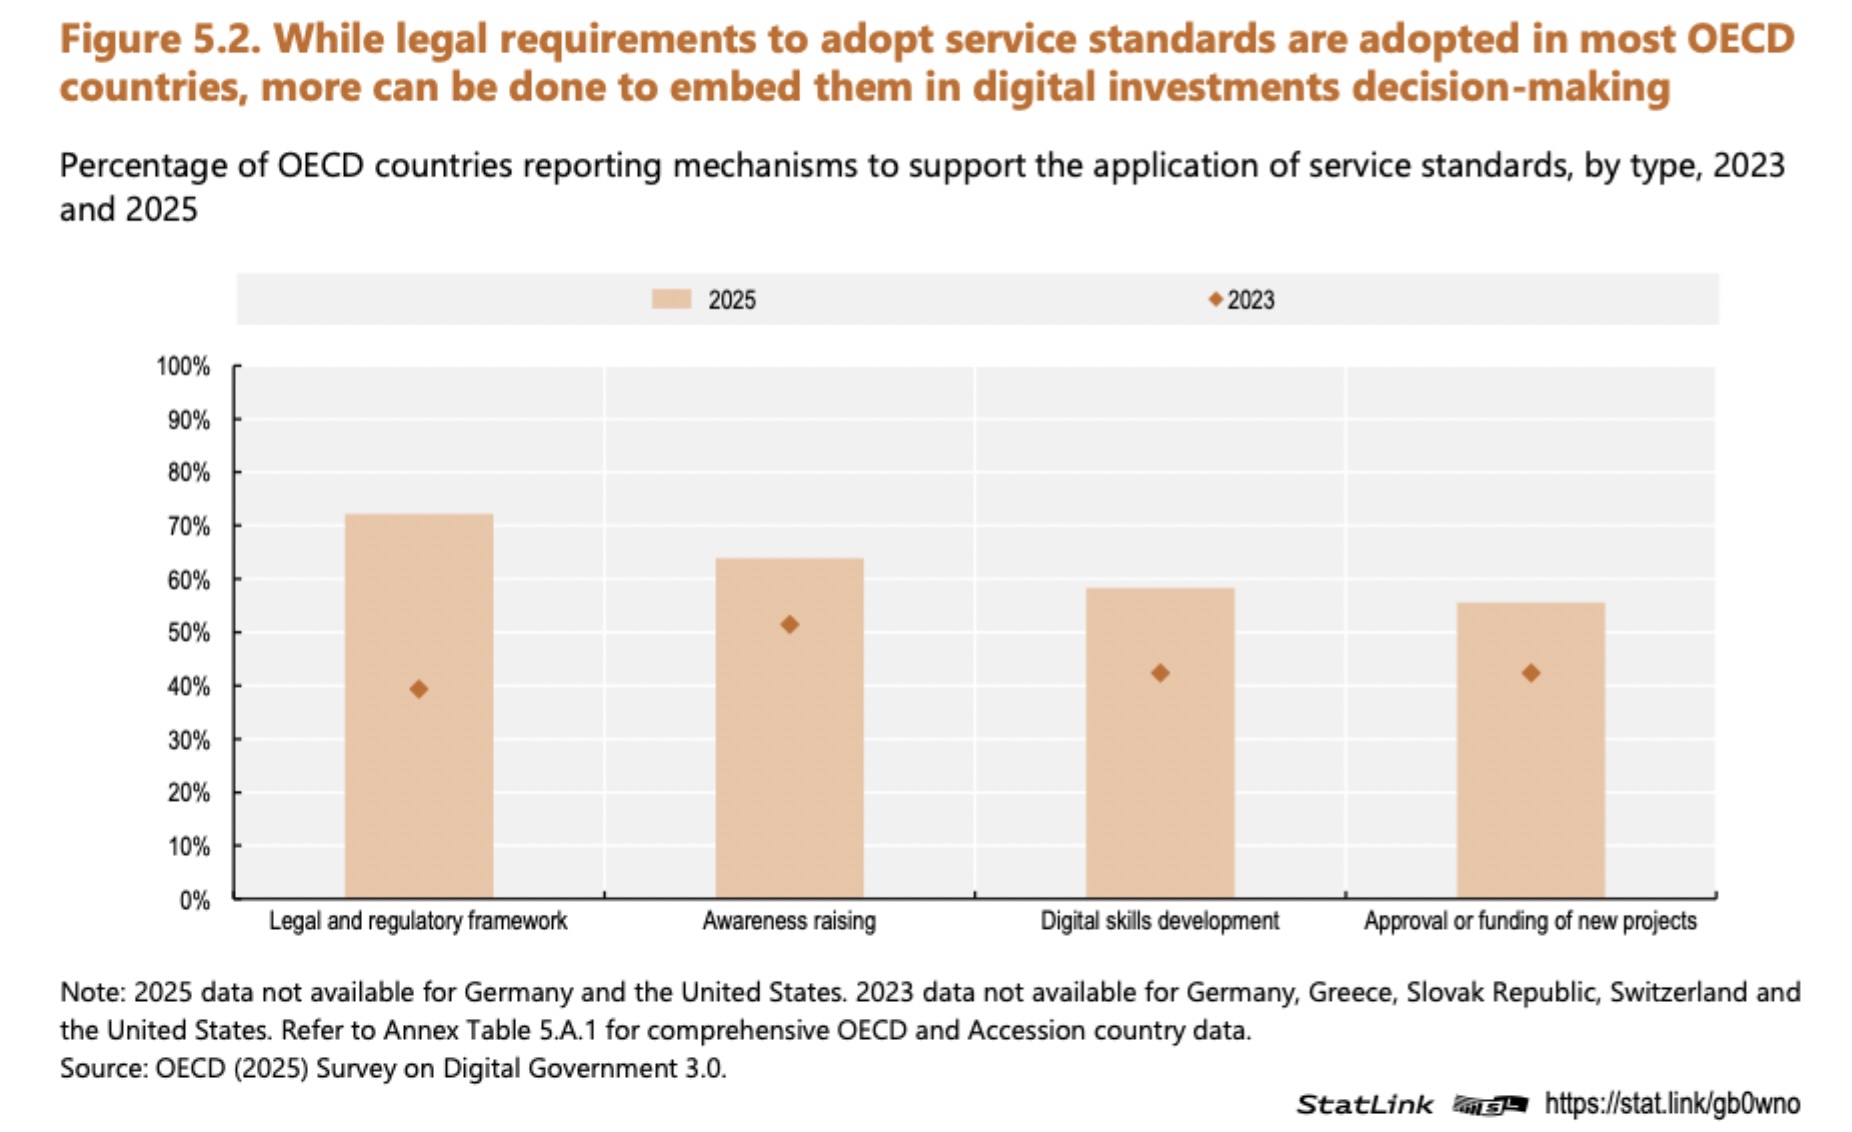 Figure 5.2. While legal requirements to adopt service standards are adopted in most OECD
countries, more can be done to embed them in digital investments decision-making
Percentage of OECD countries reporting mechanisms to support the application of service standards, by type, 2023
and 2025
2025
2023
100%
90%
80%
70%
60%
50%
40%
30%
20%
10%
0%
Legal and regulatory framework
Awareness raising
Digital skills development
Approval or funding of new projects
Note: 2025 data not available for Germany and the United States. 2023 data not available for Germany, Greece, Slovak Republic, Switzerland and
the United States. Refer to Annex Table 5.A.1 for comprehensive OECD and Accession country data.
Source: OECD (2025) Survey on Digital Government 3.0.
StatLink https://stat.link/gb0wno